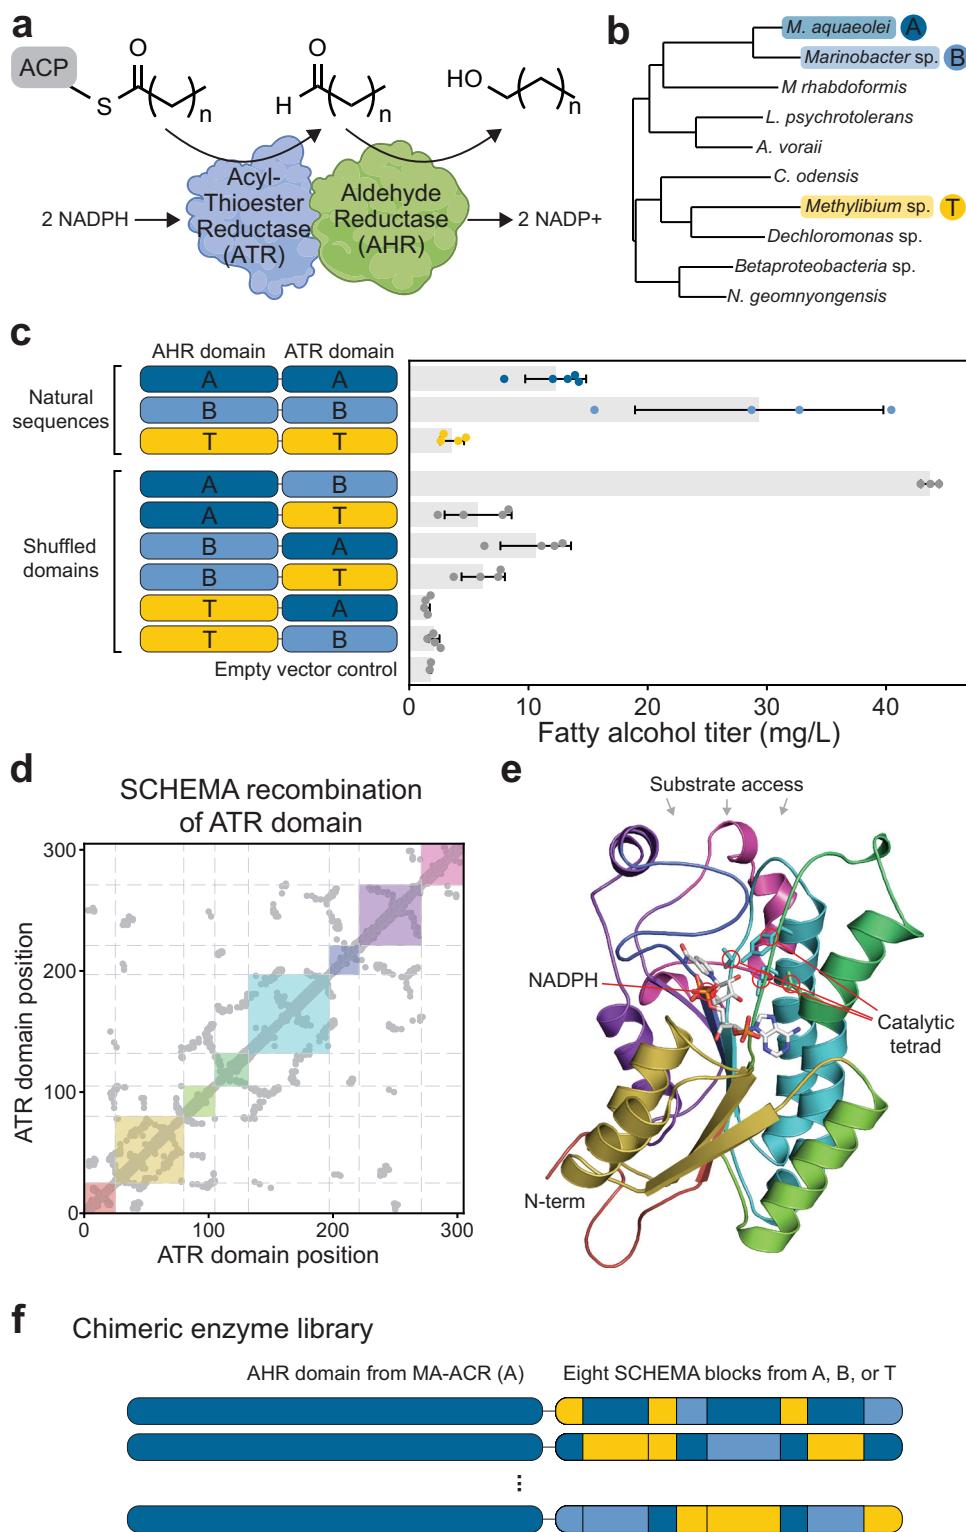 a
ACP
O
S
n
O
H
n
HO
n
Acyl-
Thioester
Reductase
(ATR)
Aldehyde
Reductase
(AHR)
2 NADPH
2 NADP+
b
M. aquaeolei A
Marinobacter sp. B
M rhabdoformis
L. psychrotolerans
A. voraii
C. odensis
Methylibium sp. T
Dechloromonas sp.
Betaproteobacteria sp.
N. geomnyongensis
c
AHR domain ATR domain
Natural
sequences
A A
B B
T T
Shuffled
domains
A B
A T
B A
B T
T A
T B
Empty vector control
0 10 20 30 40
Fatty alcohol titer (mg/L)
d
SCHEMA recombination
of ATR domain
300
200
100
0
ATR domain position
0 100 200 300
ATR domain position
e
Substrate access
NADPH
Catalytic
tetrad
N-term
f
Chimeric enzyme library
AHR domain from MA-ACR (A) Eight SCHEMA blocks from A, B, or T
...